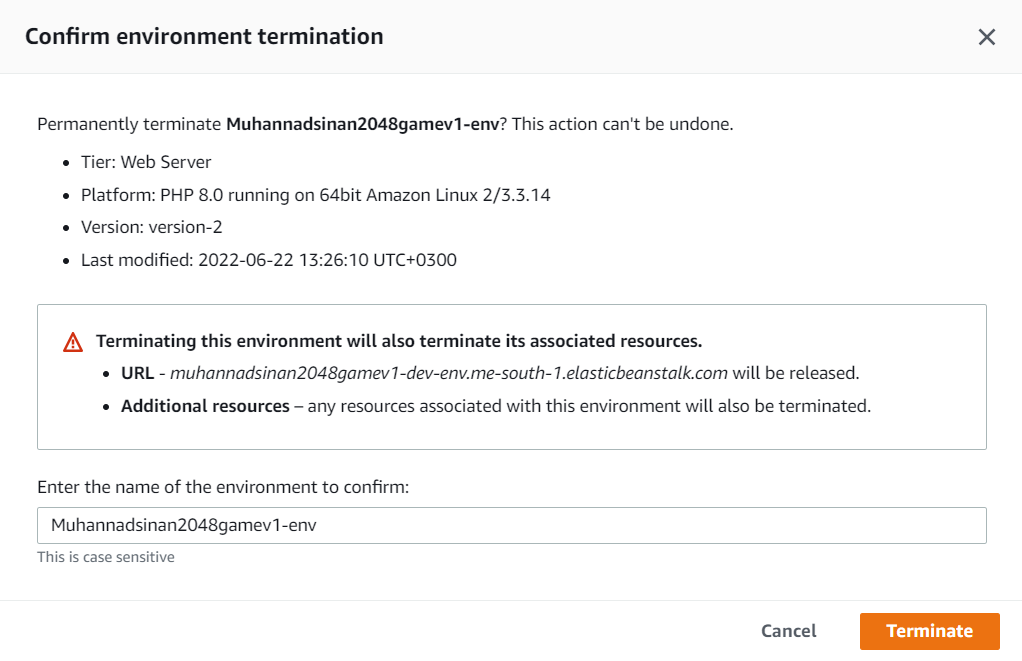 Confirm environment termination
Permanently terminate Muhannadsinan2048gamev1-env? This action can't be undone.
• Tier: Web Server
• Platform: PHP 8.0 running on 64bit Amazon Linux 2/3.3.14
• Version: version-2
• Last modified: 2022-06-22 13:26:10 UTC+0300
Terminating this environment will also terminate its associated resources.
• URL - muhannadsinan2048gamev1-dev-env.me-south-1.elasticbeanstalk.com will be released.
• Additional resources – any resources associated with this environment will also be terminated.
Enter the name of the environment to confirm:
Muhannadsinan2048gamev1-env
This is case sensitive
Cancel Terminate